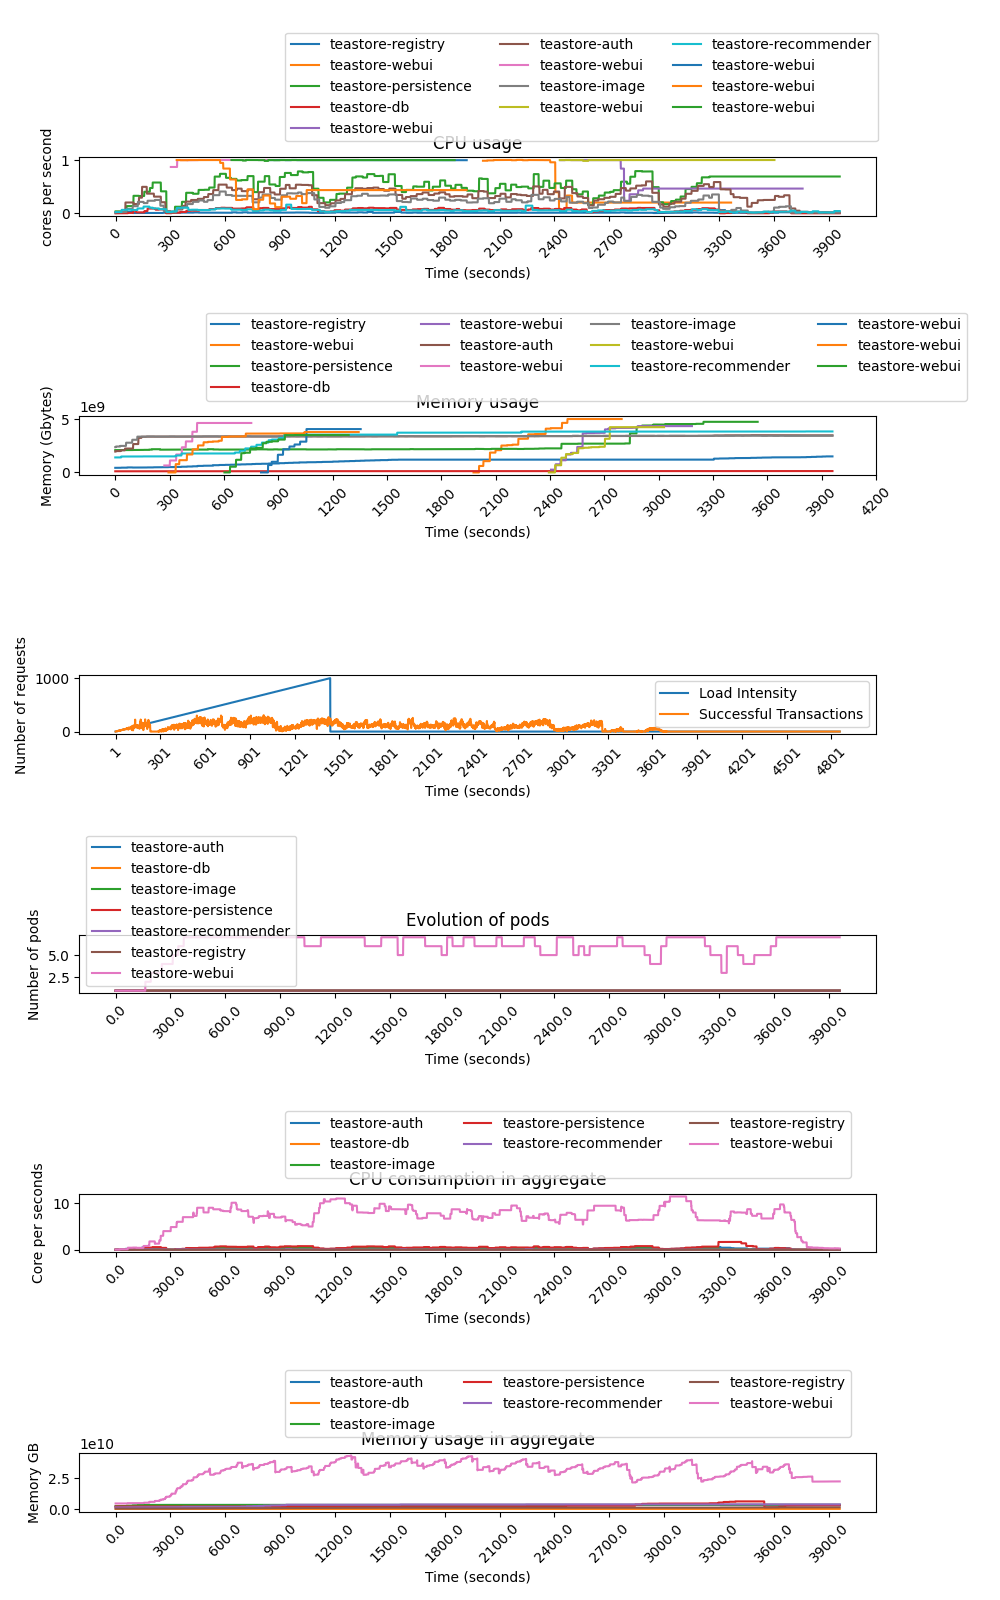 teastore-registry teastore-auth teastore-recommender
teastore-webui teastore-webui teastore-webui
teastore-persistence teastore-image teastore-webui
teastore-db teastore-webui teastore-webui
teastore-webui
CPU usage
cores per second
1
0
0 300 600 900 1200 1500 1800 2100 2400 2700 3000 3300 3600 3900
Time (seconds)
teastore-registry teastore-webui teastore-image teastore-webui
teastore-webui teastore-auth teastore-webui teastore-webui
teastore-persistence teastore-webui teastore-recommender teastore-webui
teastore-db
Memory usage
1e9
Memory (Gbytes)
5
0
0 300 600 900 1200 1500 1800 2100 2400 2700 3000 3300 3600 3900 4200
Time (seconds)
Number of requests
1000
0
Load Intensity
Successful Transactions
1 301 601 901 1201 1501 1801 2101 2401 2701 3001 3301 3601 3901 4201 4501 4801
Time (seconds)
teastore-auth
teastore-db
teastore-image
teastore-persistence
teastore-recommender
teastore-registry
teastore-webui
Evolution of pods
Number of pods
5.0
2.5
0.0 300.0 600.0 900.0 1200.0 1500.0 1800.0 2100.0 2400.0 2700.0 3000.0 3300.0 3600.0 3900.0
Time (seconds)
teastore-auth teastore-persistence teastore-registry
teastore-db teastore-recommender teastore-webui
teastore-image
CPU consumption in aggregate
Core per seconds
10
0
0.0 300.0 600.0 900.0 1200.0 1500.0 1800.0 2100.0 2400.0 2700.0 3000.0 3300.0 3600.0 3900.0
Time (seconds)
teastore-auth teastore-persistence teastore-registry
teastore-db teastore-recommender teastore-webui
teastore-image
Memory usage in aggregate
1e10
Memory GB
2.5
0.0
0.0 300.0 600.0 900.0 1200.0 1500.0 1800.0 2100.0 2400.0 2700.0 3000.0 3300.0 3600.0 3900.0
Time (seconds)